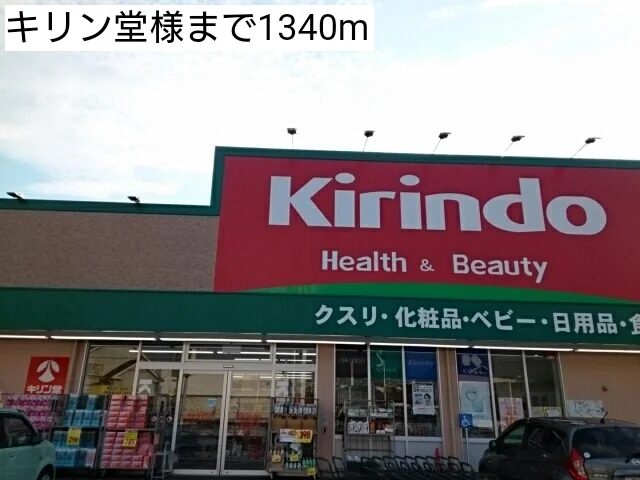 キリン堂様まで1340m
Kirindo
Health & Beauty
クスリ・化粧品・ベビー・日用品・食
キリン堂
Kirindo